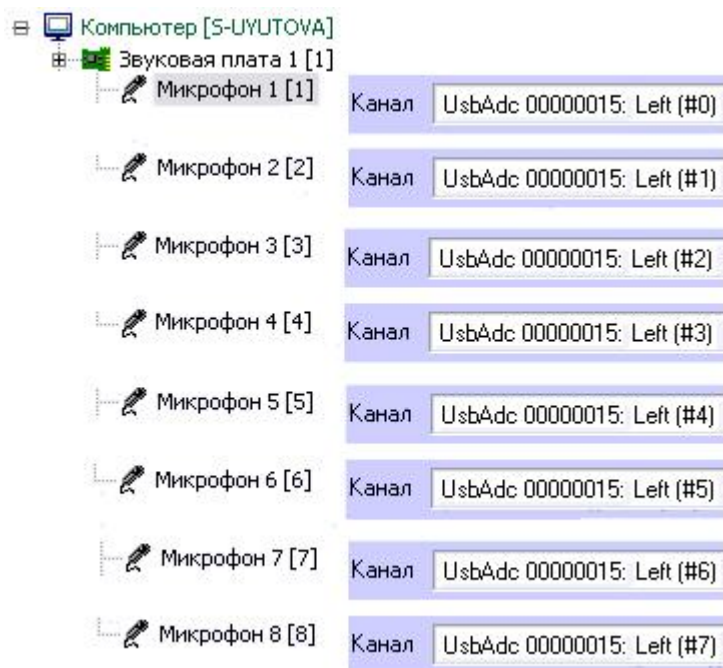 Компьютер [S-UYUTOVA]
Звуковая плата 1 [1]
Микрофон 1 [1] Канал UsbAdc 00000015: Left (#0)
Микрофон 2 [2] Канал UsbAdc 00000015: Left (#1)
Микрофон 3 [3] Канал UsbAdc 00000015: Left (#2)
Микрофон 4 [4] Канал UsbAdc 00000015: Left (#3)
Микрофон 5 [5] Канал UsbAdc 00000015: Left (#4)
Микрофон 6 [6] Канал UsbAdc 00000015: Left (#5)
Микрофон 7 [7] Канал UsbAdc 00000015: Left (#6)
Микрофон 8 [8] Канал UsbAdc 00000015: Left (#7)